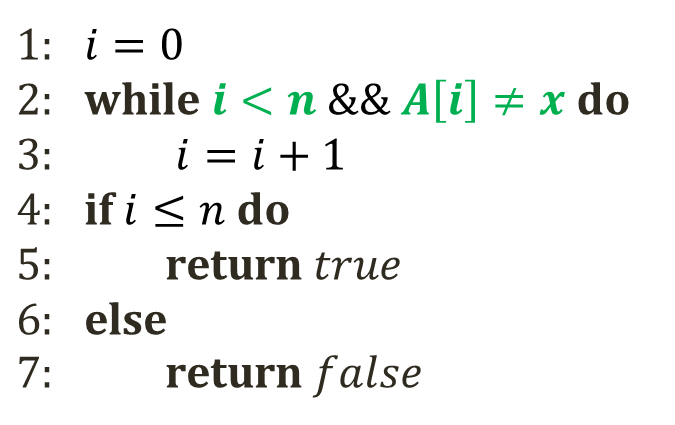 1: i = 0
2: while i < n && A[i] ≠ x do
3: i = i + 1
4: if i ≤ n do
5: return true
6: else
7: return false